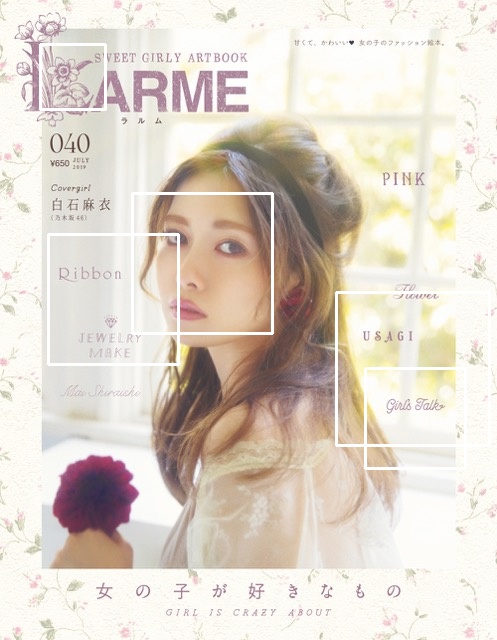 甘くて、かわいい♥ 女の子のファッション絵本。
SWEET GIRLY ARTBOOK
LARME
ラルム
040
¥650 JULY 2019
Covergirl
白石麻衣
(乃木坂46)
PINK
Ribbon
Flower
JEWELRY
MAKE
USAGI
Mai Shiraishi
Girls Talk
女の子が好きなもの
GIRL IS CRAZY ABOUT